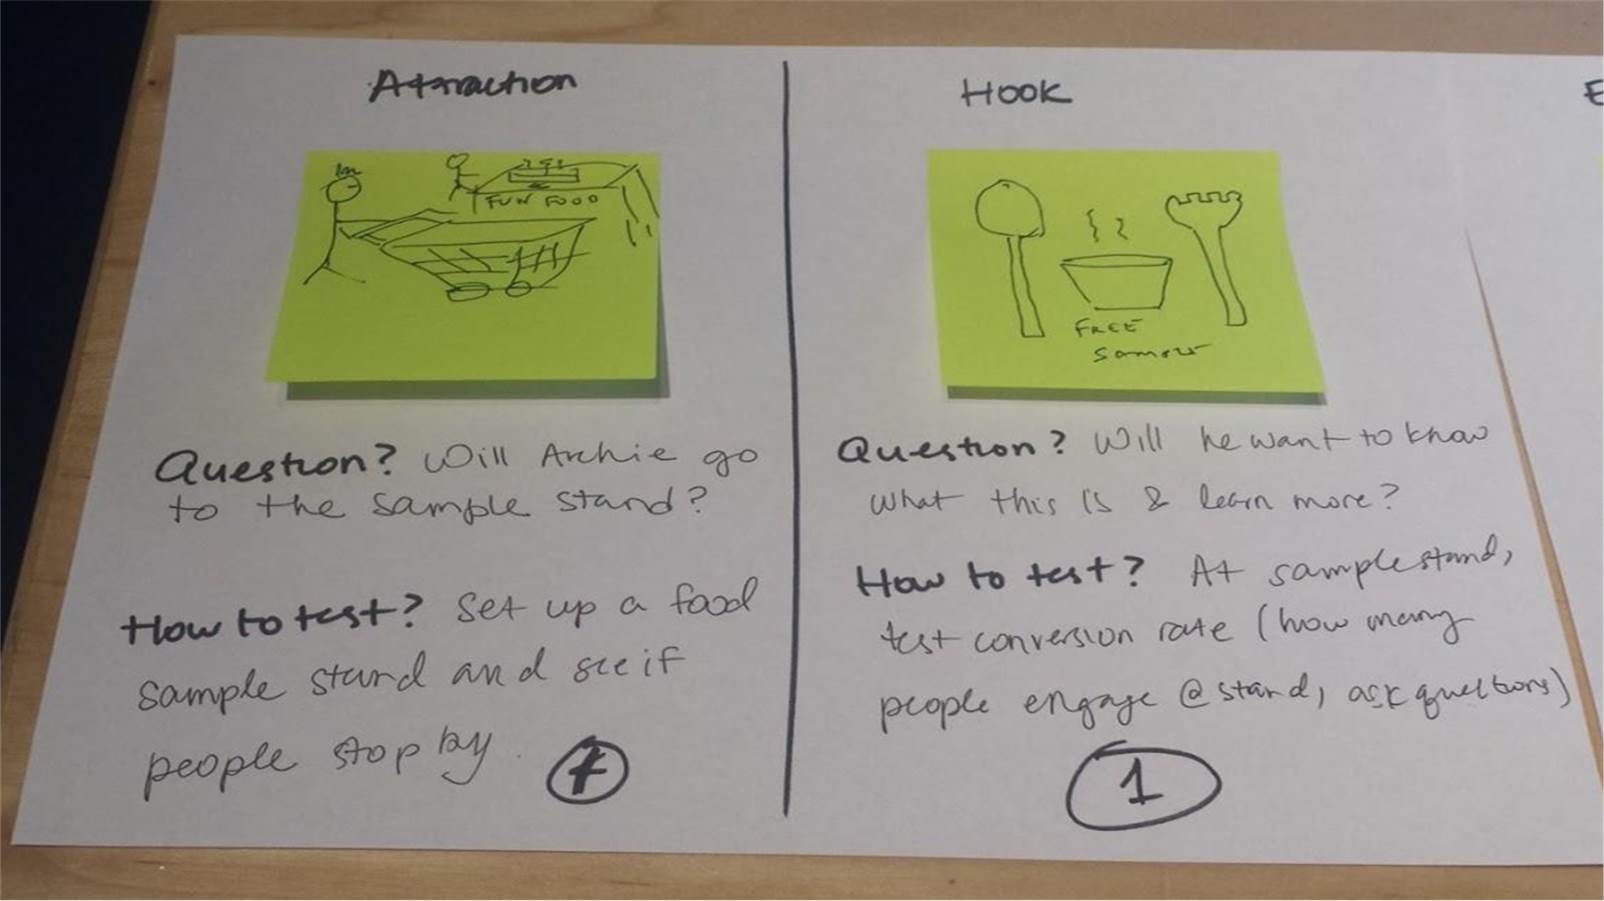 Attraction
FUN FOOD
Question? Will Archie go
to the sample stand?
How to test? Set up a food
sample stand and see if
people stop by.
Hook
FREE
Question? Will he want to know
what this is & learn more?
How to test? At sample stand,
test conversion rate (how many
people engage @ stand, ask questions)
1
E